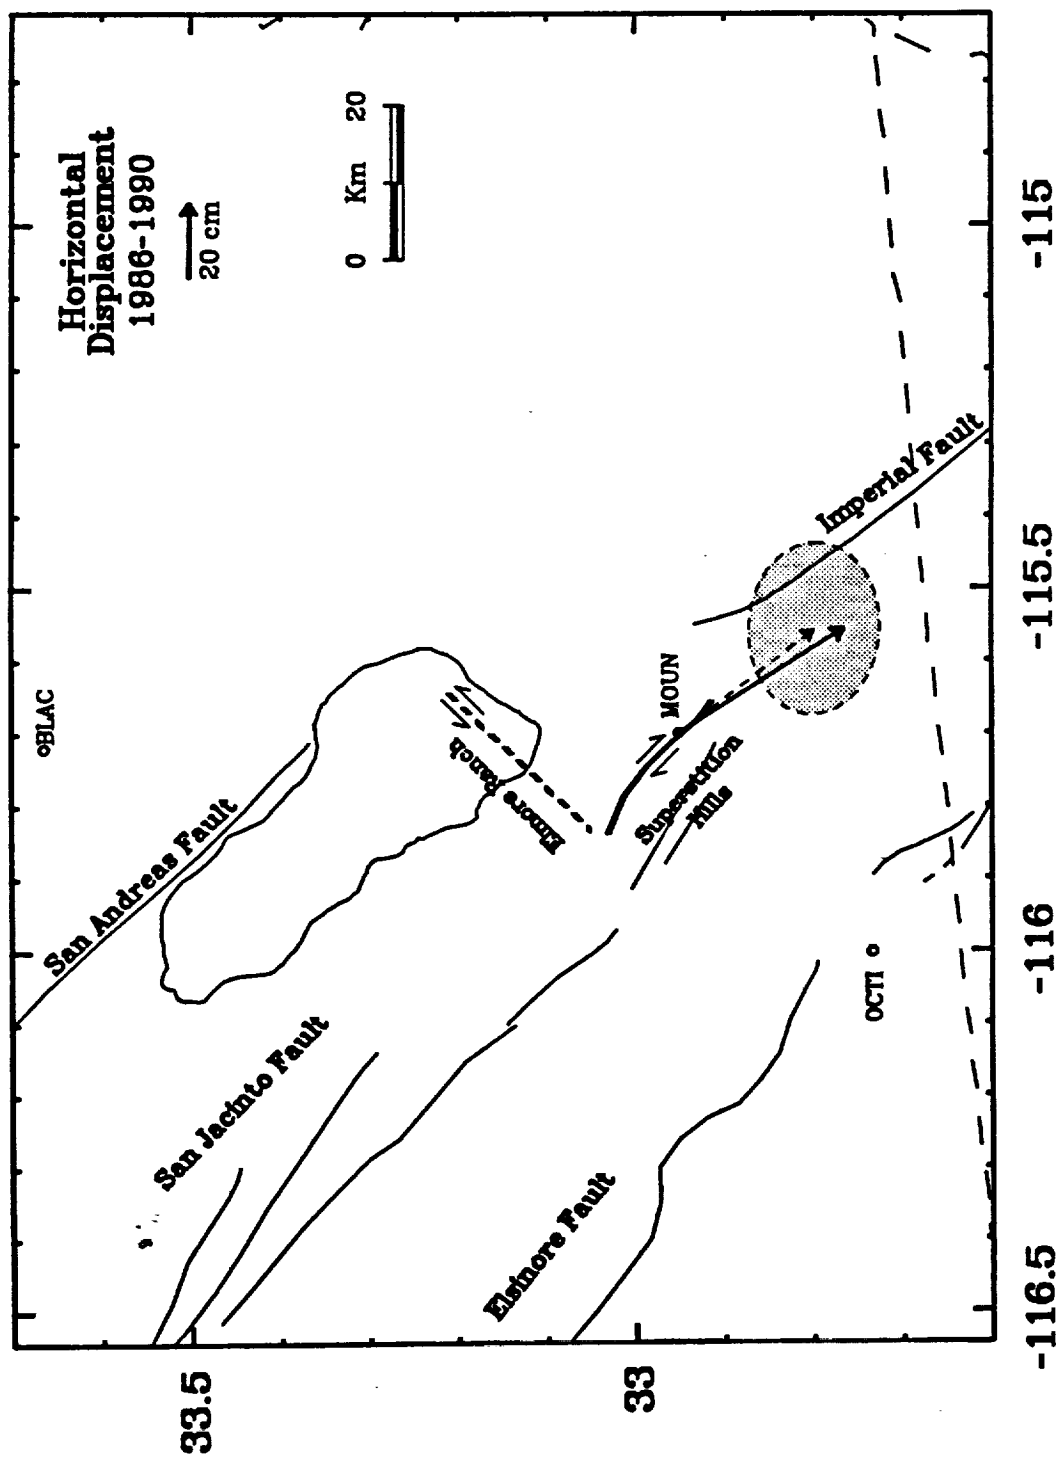 Horizontal
Displacement
1986-1990
20 cm
0 Km 20
BLAC
San Andreas Fault
Elmore Ranch
MOUN
Superstition
Hills
Imperial Fault
San Jacinto Fault
Elsinore Fault
OCTI
33.5
33
-116.5
-116
-115.5
-115